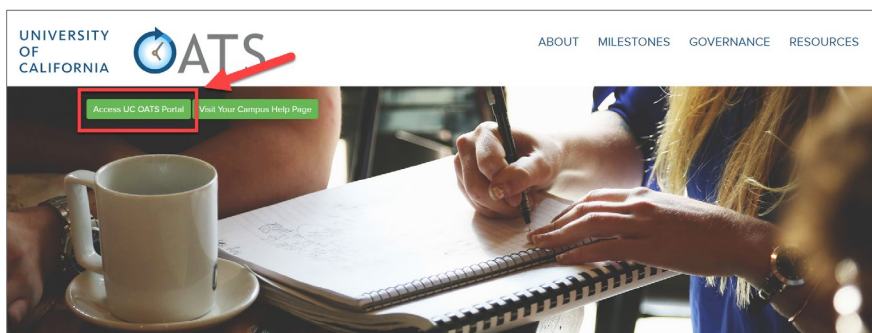 UNIVERSITY
OF
CALIFORNIA
OATS
ABOUT MILESTONES GOVERNANCE RESOURCES
Access UC OATS Portal Visit Your Campus Help Page